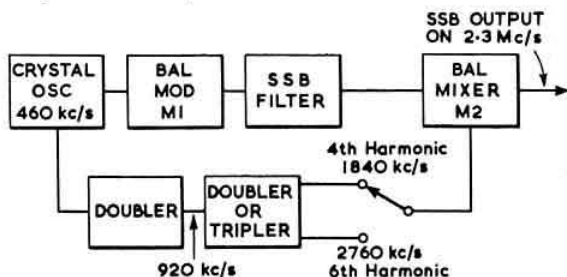 SSB OUTPUT
ON 2·3 Mc/s
CRYSTAL
OSC
460 kc/s
BAL
MOD
M1
SSB
FILTER
BAL
MIXER
M2
4th Harmonic
1840 kc/s
DOUBLER
DOUBLER
OR
TRIPLER
920 kc/s
2760 kc/s
6th Harmonic